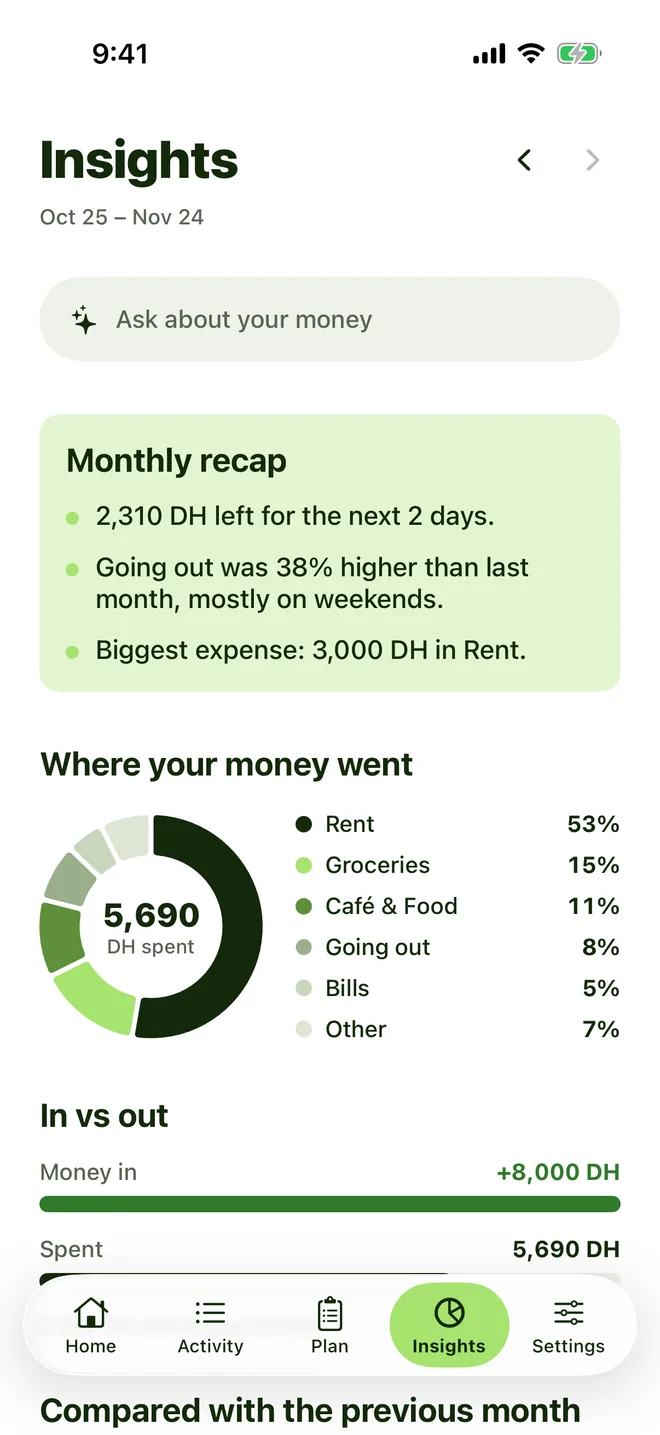 9:41
Insights
Oct 25 – Nov 24
Ask about your money
Monthly recap
2,310 DH left for the next 2 days.
Going out was 38% higher than last
month, mostly on weekends.
Biggest expense: 3,000 DH in Rent.
Where your money went
5,690
DH spent
Rent 53%
Groceries 15%
Café & Food 11%
Going out 8%
Bills 5%
Other 7%
In vs out
Money in +8,000 DH
Spent 5,690 DH
Home Activity Plan Insights Settings
Compared with the previous month